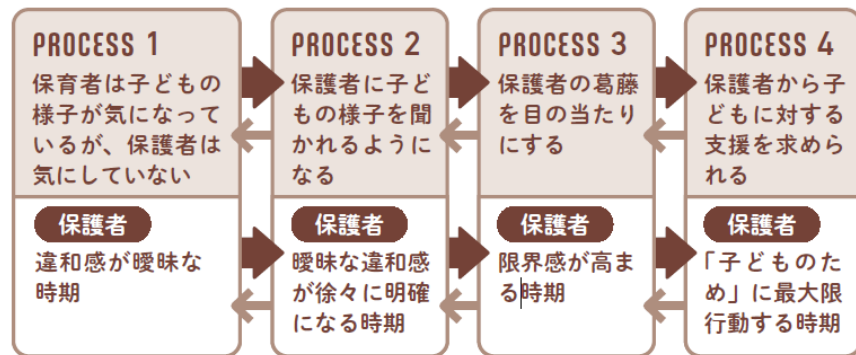 PROCESS 1
保育者は子どもの
様子が気になって
いるが、保護者は
気にしていない
保護者
違和感が曖昧な
時期
PROCESS 2
保護者に子ど
もの様子を聞
かれるように
なる
保護者
曖昧な違和感
が徐々に明確
になる時期
PROCESS 3
保護者の葛藤
を目の当たり
にする
保護者
限界感が高ま
る時期
PROCESS 4
保護者から子
どもに対する
支援を求めら
れる
保護者
「子どものた
め」に最大限
行動する時期